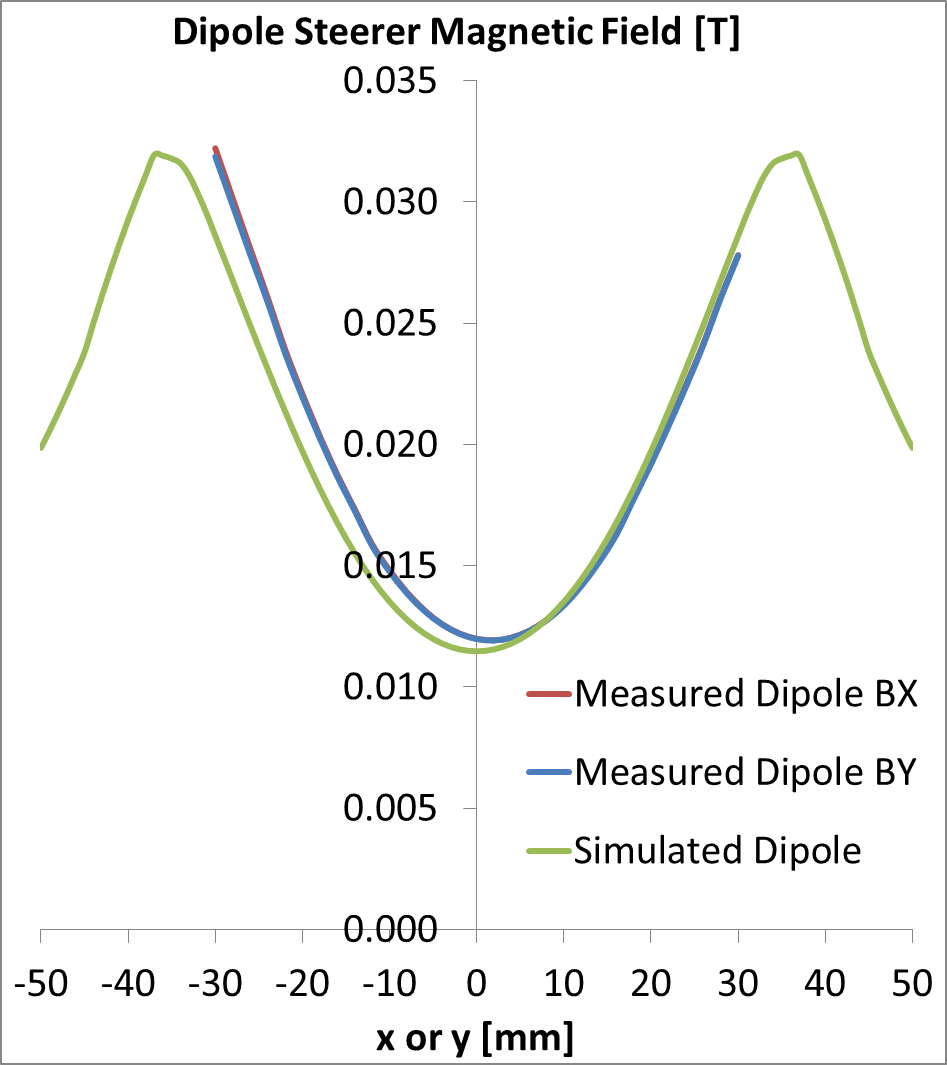 Dipole Steerer Magnetic Field [T]
0.035
0.030
0.025
0.020
0.015
0.010
0.005
0.000
Measured Dipole BX
Measured Dipole BY
Simulated Dipole
-50 -40 -30 -20 -10 0 10 20 30 40 50
x or y [mm]